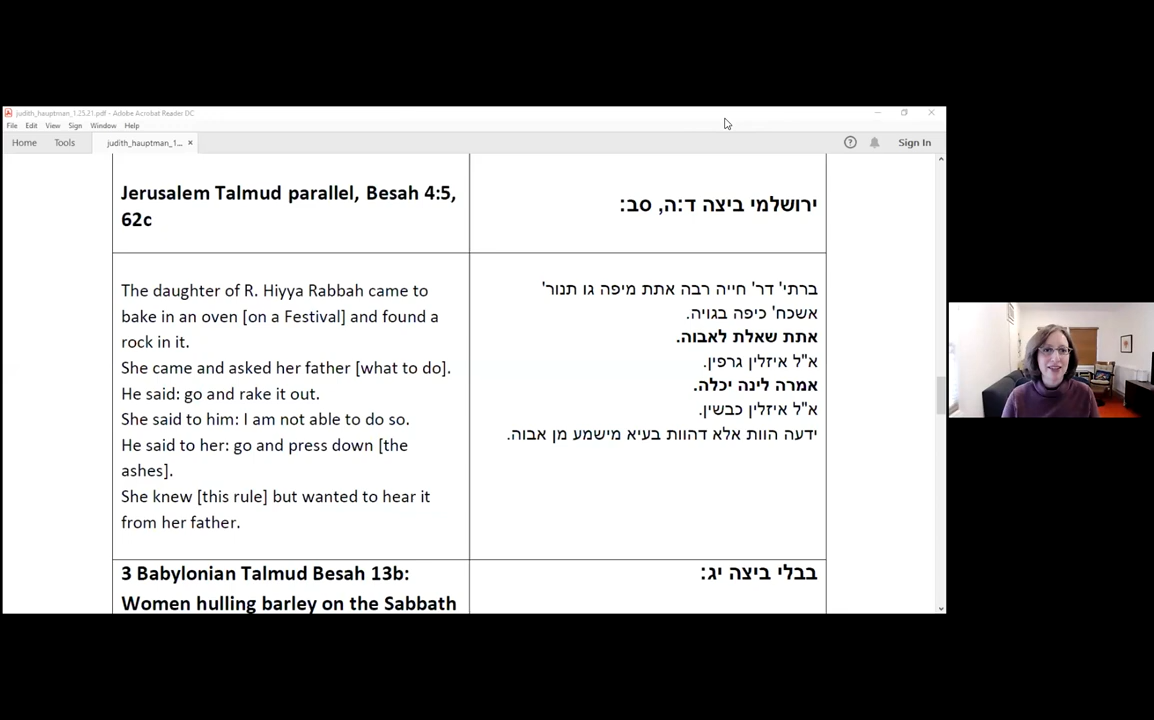 judith_hauptman_1.25.21.pdf - Adobe Acrobat Reader DC
File Edit View Sign Window Help
Home Tools judith_hauptman_1... × Sign In
Jerusalem Talmud parallel, Besah 4:5,
62c
ירושלמי ביצה ד:ה, סב:
The daughter of R. Hiyya Rabbah came to
bake in an oven [on a Festival] and found a
rock in it.
She came and asked her father [what to do].
He said: go and rake it out.
She said to him: I am not able to do so.
He said to her: go and press down [the
ashes].
She knew [this rule] but wanted to hear it
from her father.
ברתי' דר' חייה רבה אתת מיפה גו תנור'
אשכח' כיפה בגויה.
אתת שאלת לאבוה.
א"ל איזלין גרפין.
אמרה לינה יכלה.
א"ל איזלין כבשין.
ידעה הוות אלא דהוות בעיא מישמע מן אבוה.
3 Babylonian Talmud Besah 13b:
Women hulling barley on the Sabbath
בבלי ביצה יג: